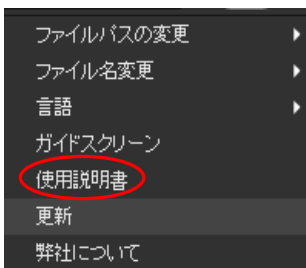 ファイルパスの変更
ファイル名変更
言語
ガイドスクリーン
使用説明書
更新
弊社について